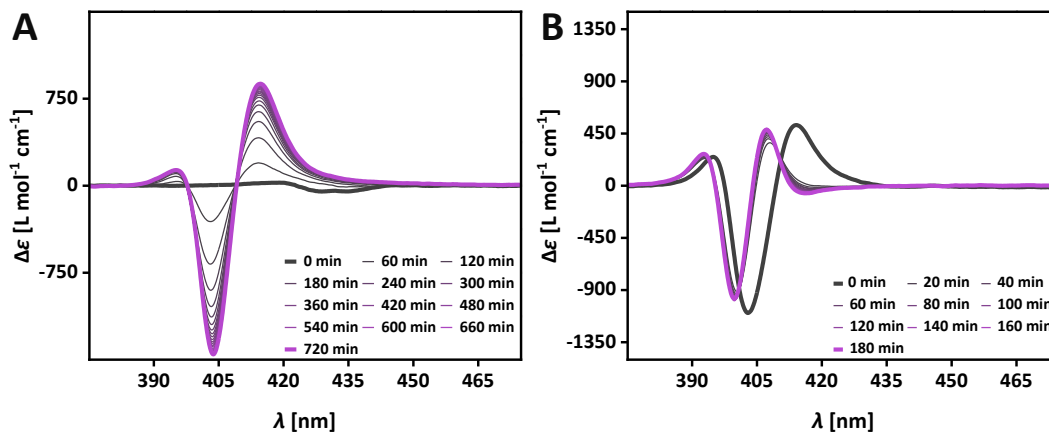 A
Δε [L mol⁻¹ cm⁻¹]
750
0
-750
0 min 60 min 120 min
180 min 240 min 300 min
360 min 420 min 480 min
540 min 600 min 660 min
720 min
390 405 420 435 450 465
λ [nm]
B
Δε [L mol⁻¹ cm⁻¹]
1350
900
450
0
-450
-900
-1350
0 min 20 min 40 min
60 min 80 min 100 min
120 min 140 min 160 min
180 min
390 405 420 435 450 465
λ [nm]